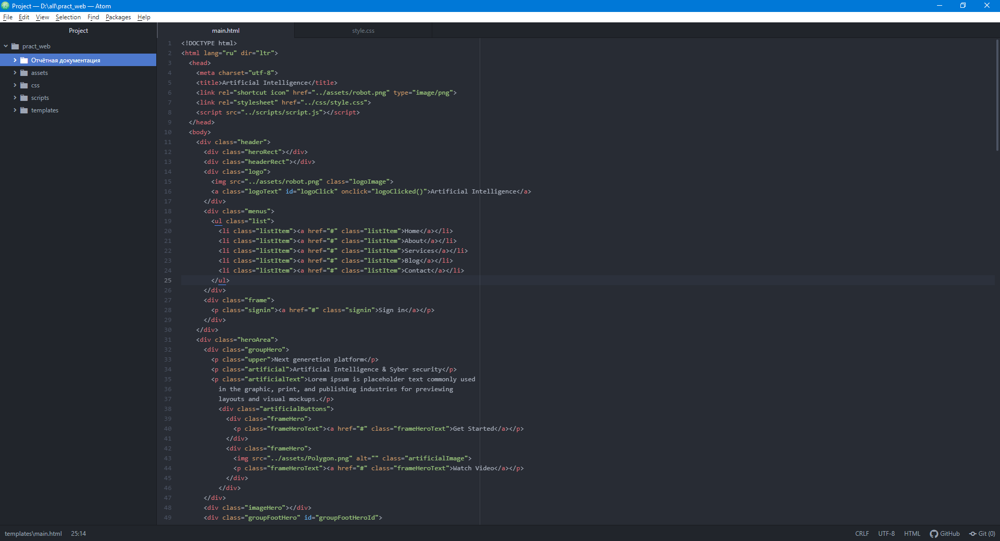 Project — D:\all\pract_web — Atom
File Edit View Selection Find Packages Help
Project
pract_web
Отчётная документация
assets
css
scripts
templates
main.html style.css
1 <!DOCTYPE html>
2 <html lang="ru" dir="ltr">
3 <head>
4 <meta charset="utf-8">
5 <title>Artificial Intelligence</title>
6 <link rel="shortcut icon" href="../assets/robot.png" type="image/png">
7 <link rel="stylesheet" href="../css/style.css">
8 <script src="../scripts/script.js"></script>
9 </head>
10 <body>
11 <div class="header">
12 <div class="heroRect"></div>
13 <div class="headerRect"></div>
14 <div class="logo">
15 <img src="../assets/robot.png" class="logoImage">
16 <a class="logoText" id="logoClick" onclick="logoClicked()">Artificial Intelligence</a>
17 </div>
18 <div class="menus">
19 <ul class="list">
20 <li class="listItem"><a href="#" class="listItem">Home</a></li>
21 <li class="listItem"><a href="#" class="listItem">About</a></li>
22 <li class="listItem"><a href="#" class="listItem">Services</a></li>
23 <li class="listItem"><a href="#" class="listItem">Blog</a></li>
24 <li class="listItem"><a href="#" class="listItem">Contact</a></li>
25 </ul>
26 </div>
27 <div class="frame">
28 <p class="signin"><a href="#" class="signin">Sign in</a></p>
29 </div>
30 </div>
31 <div class="heroArea">
32 <div class="groupHero">
33 <p class="upper">Next generetion platform</p>
34 <p class="artificial">Artificial Intelligence & Syber security</p>
35 <p class="artificialText">Lorem ipsum is placeholder text commonly used
36 in the graphic, print, and publishing industries for previewing
37 layouts and visual mockups.</p>
38 <div class="artificialButtons">
39 <div class="frameHero">
40 <p class="frameHeroText"><a href="#" class="frameHeroText">Get Started</a></p>
41 </div>
42 <div class="frameHero">
43 <img src="../assets/Polygon.png" alt="" class="artificialImage">
44 <p class="frameHeroText"><a href="#" class="frameHeroText">Watch Video</a></p>
45 </div>
46 </div>
47 </div>
48 <div class="imageHero"></div>
49 <div class="groupFootHero" id="groupFootHeroId">
templates\main.html 25:14 CRLF UTF-8 HTML GitHub Git (0)